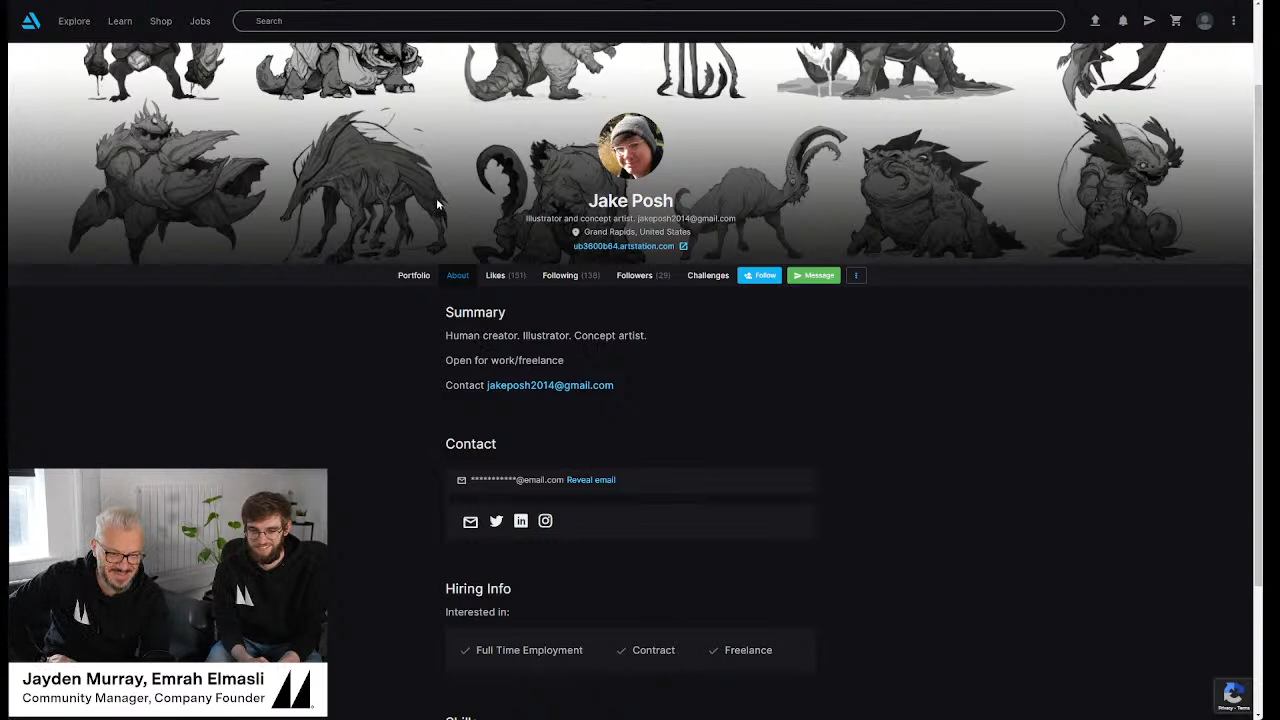 Explore Learn Shop Jobs Search
Jake Posh
Illustrator and concept artist. jakeposh2014@gmail.com
Grand Rapids, United States
ub3600b64.artstation.com
Portfolio About Likes (151) Following (138) Followers (29) Challenges Follow Message
Summary
Human creator. Illustrator. Concept artist.
Open for work/freelance
Contact jakeposh2014@gmail.com
Contact
***********@email.com Reveal email
Hiring Info
Interested in:
Full Time Employment Contract Freelance
Skills
Jayden Murray, Emrah Elmasli
Community Manager, Company Founder
Privacy - Terms